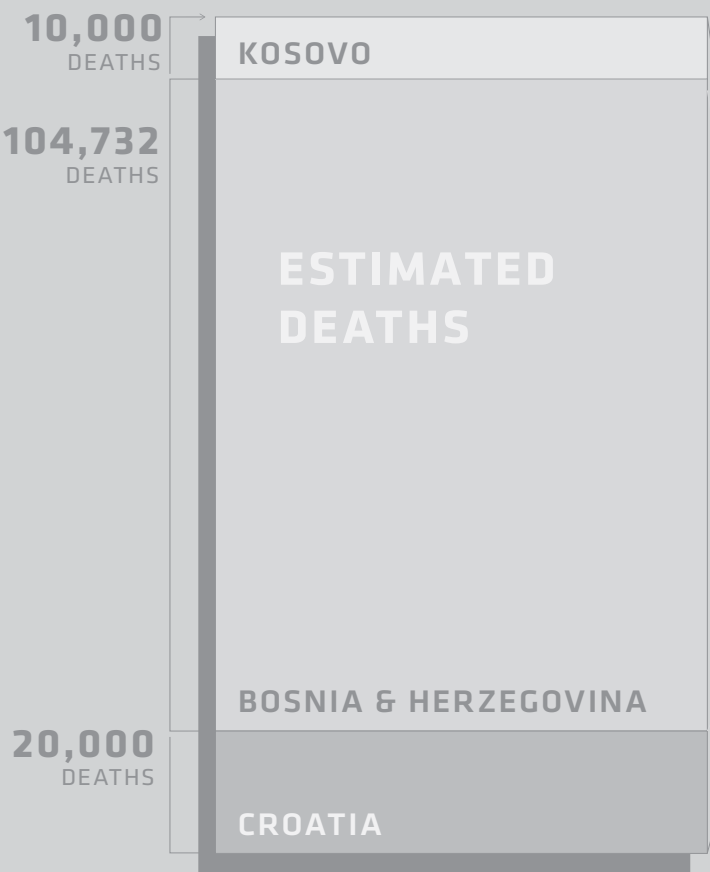 10,000
DEATHS
KOSOVO
104,732
DEATHS
ESTIMATED
DEATHS
BOSNIA & HERZEGOVINA
20,000
DEATHS
CROATIA